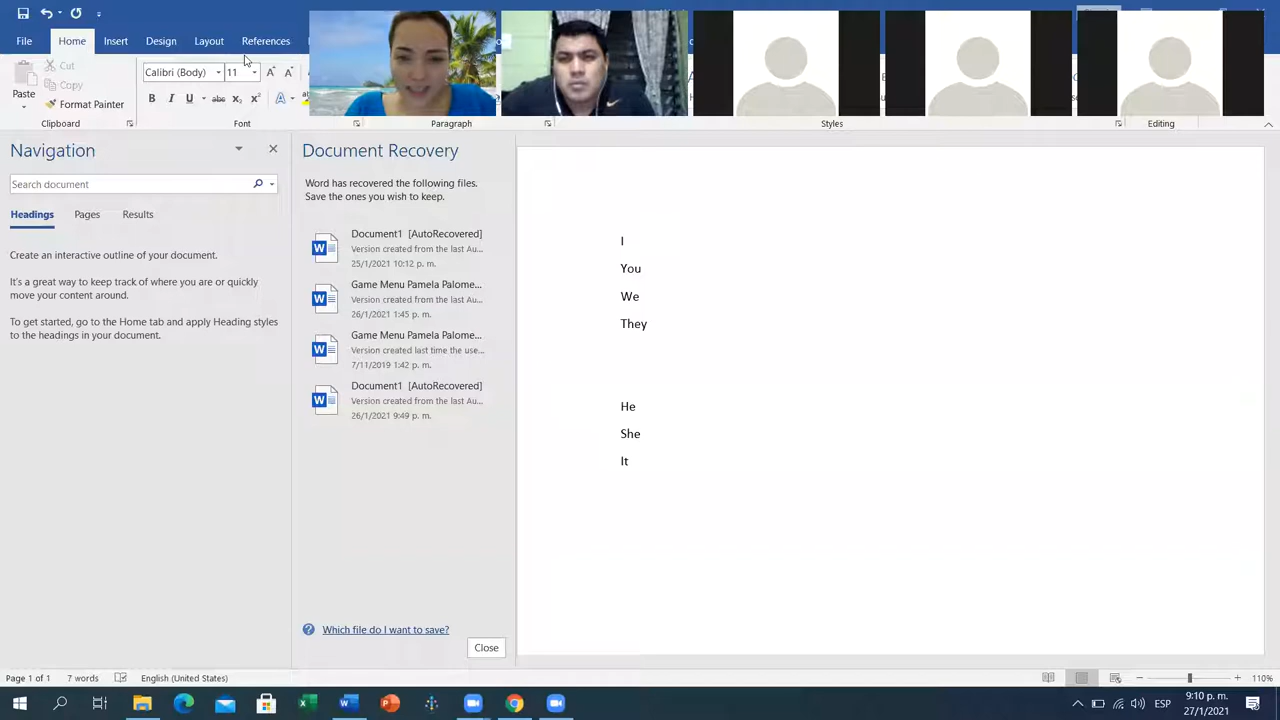 File Home Insert Design Layout References
Cut
Calibri (Body) 11
Copy
Paste
Format Painter
B I U abc X2 X2 A
Clipboard Font Paragraph Styles Editing
Navigation
Search document
Headings Pages Results
Create an interactive outline of your document.
It's a great way to keep track of where you are or quickly
move your content around.
To get started, go to the Home tab and apply Heading styles
to the headings in your document.
Document Recovery
Word has recovered the following files.
Save the ones you wish to keep.
Document1 [AutoRecovered]
Version created from the last Au...
25/1/2021 10:12 p. m.
Game Menu Pamela Palome...
Version created from the last Au...
26/1/2021 1:45 p. m.
Game Menu Pamela Palome...
Version created last time the use...
7/11/2019 1:42 p. m.
Document1 [AutoRecovered]
Version created from the last Au...
26/1/2021 9:49 p. m.
Which file do I want to save?
Close
I
You
We
They
He
She
It
Page 1 of 1 7 words English (United States) 110%
ESP
9:10 p. m.
27/1/2021